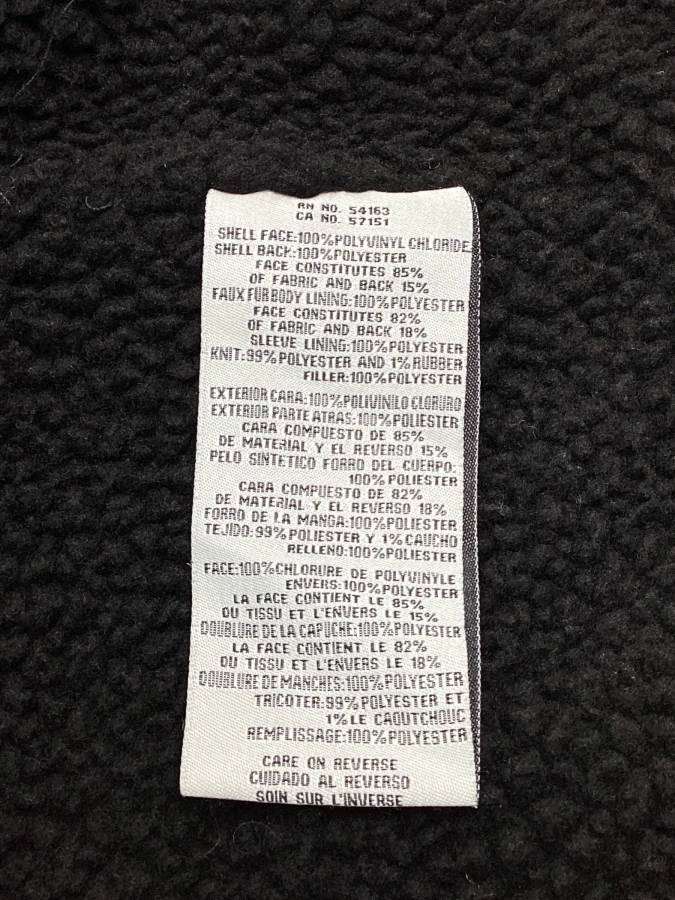 RN NO. 54163
CA NO. 57151
SHELL FACE:100%POLYVINYL CHLORIDE
SHELL BACK:100%POLYESTER
FACE CONSTITUTES 85%
OF FABRIC AND BACK 15%
FAUX FUR BODY LINING:100%POLYESTER
FACE CONSTITUTES 82%
OF FABRIC AND BACK 18%
SLEEVE LINING:100%POLYESTER
KNIT:99%POLYESTER AND 1%RUBBER
FILLER:100%POLYESTER
EXTERIOR CARA:100%POLIVINILO CLORURO
EXTERIOR PARTE ATRAS:100%POLIESTER
CARA COMPUESTO DE 85%
DE MATERIAL Y EL REVERSO 15%
PELO SINTETICO FORRO DEL CUERPO:
100%POLIESTER
CARA COMPUESTO DE 82%
DE MATERIAL Y EL REVERSO 18%
FORRO DE LA MANGA:100%POLIESTER
TEJIDO:99%POLIESTER Y 1%CAUCHO
RELLENO:100%POLIESTER
FACE:100%CHLORURE DE POLYVINYLE
ENVERS:100%POLYESTER
LA FACE CONTIENT LE 85%
DU TISSU ET L'ENVERS LE 15%
DOUBLURE DE LA CAPUCHE:100%POLYESTER
LA FACE CONTIENT LE 82%
DU TISSU ET L'ENVERS LE 18%
DOUBLURE DE MANCHES:100%POLYESTER
TRICOTER:99%POLYESTER ET
1%LE CAOUTCHOUC
REMPLISSAGE:100%POLYESTER
CARE ON REVERSE
CUIDADO AL REVERSO
SOIN SUR L'INVERSE